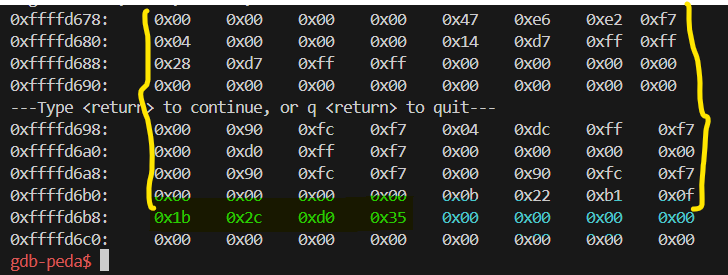 0xffffd678: 0x00 0x00 0x00 0x00 0x47 0xe6 0xe2 0xf7
0xffffd680: 0x04 0x00 0x00 0x00 0x14 0xd7 0xff 0xff
0xffffd688: 0x28 0xd7 0xff 0xff 0x00 0x00 0x00 0x00
0xffffd690: 0x00 0x00 0x00 0x00 0x00 0x00 0x00 0x00
---Type <return> to continue, or q <return> to quit---
0xffffd698: 0x00 0x90 0xfc 0xf7 0x04 0xdc 0xff 0xf7
0xffffd6a0: 0x00 0xd0 0xff 0xf7 0x00 0x00 0x00 0x00
0xffffd6a8: 0x00 0x90 0xfc 0xf7 0x00 0x90 0xfc 0xf7
0xffffd6b0: 0x00 0x00 0x00 0x00 0x0b 0x22 0xb1 0x0f
0xffffd6b8: 0x1b 0x2c 0xd0 0x35 0x00 0x00 0x00 0x00
0xffffd6c0: 0x00 0x00 0x00 0x00 0x00 0x00 0x00 0x00
gdb-peda$